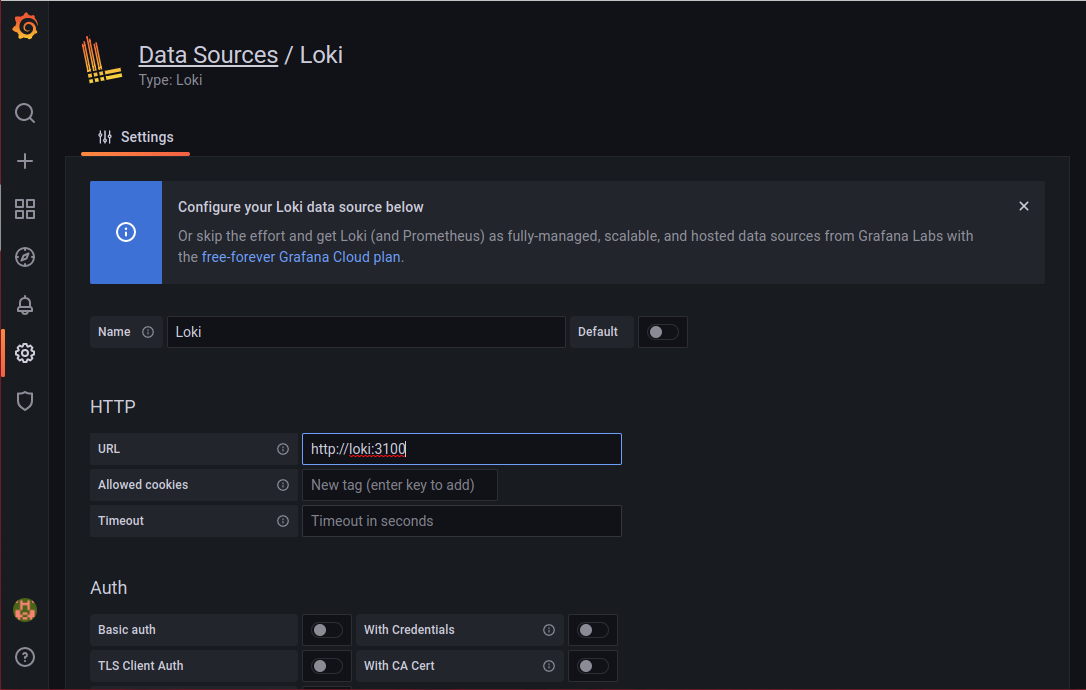 Data Sources / Loki
Type: Loki
Settings
Configure your Loki data source below
Or skip the effort and get Loki (and Prometheus) as fully-managed, scalable, and hosted data sources from Grafana Labs with
the free-forever Grafana Cloud plan.
Name Loki Default
HTTP
URL http://loki:3100
Allowed cookies New tag (enter key to add)
Timeout Timeout in seconds
Auth
Basic auth With Credentials
TLS Client Auth With CA Cert